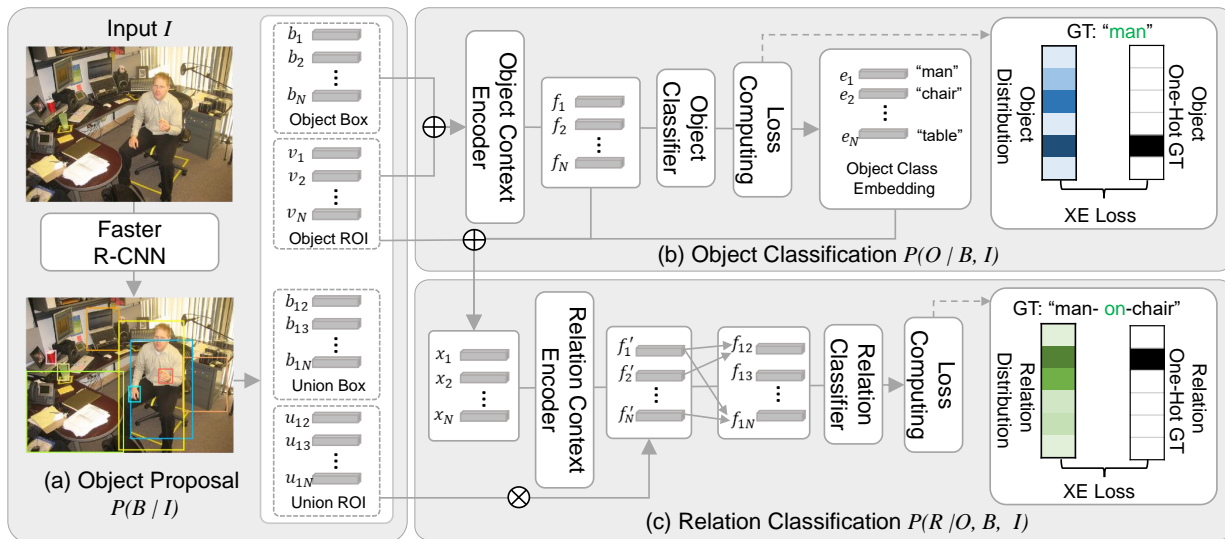 Input I
Faster
R-CNN
(a) Object Proposal
P(B | I)
b1
b2
⋮
bN
Object Box
v1
v2
⋮
vN
Object ROI
b12
b13
⋮
b1N
Union Box
u12
u13
⋮
u1N
Union ROI
Object Context
Encoder
f1
f2
⋮
fN
Object
Classifier
Loss
Computing
e1 “man”
e2 “chair”
⋮
eN “table”
Object Class
Embedding
GT: “man”
Object
Distribution
Object
One-Hot GT
XE Loss
(b) Object Classification P(O | B, I)
x1
x2
⋮
xN
Relation Context
Encoder
f1′
f2′
⋮
fN′
f12
f13
⋮
f1N
Relation
Classifier
Loss
Computing
GT: “man- on-chair”
Relation
Distribution
Relation
One-Hot GT
XE Loss
(c) Relation Classification P(R |O, B, I)